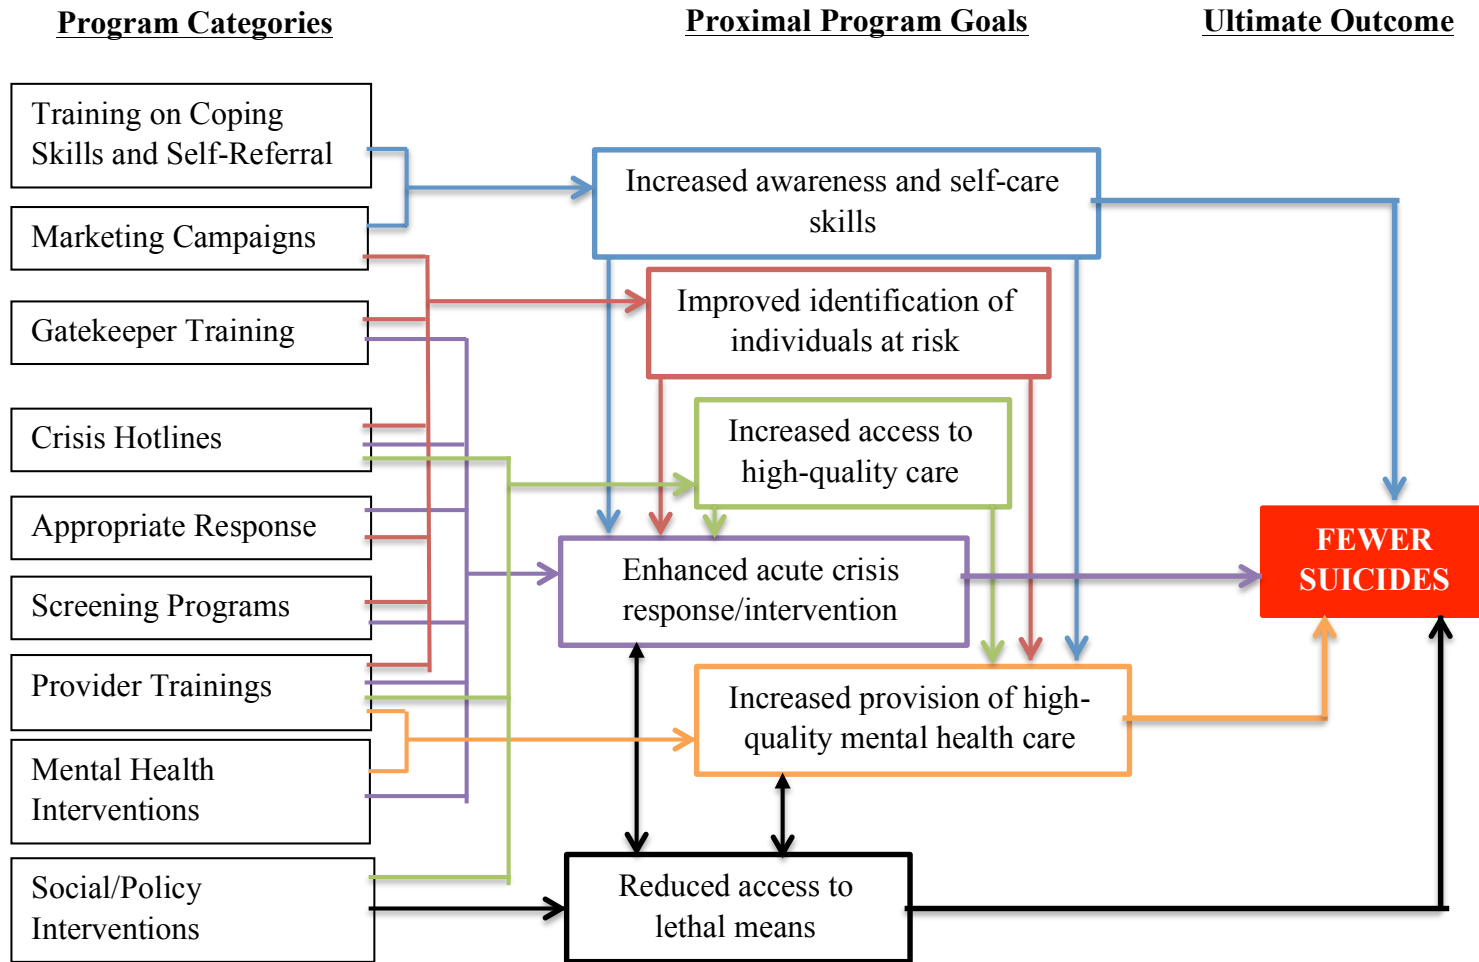 Program Categories
Proximal Program Goals
Ultimate Outcome
Training on Coping
Skills and Self-Referral
Marketing Campaigns
Gatekeeper Training
Crisis Hotlines
Appropriate Response
Screening Programs
Provider Trainings
Mental Health
Interventions
Social/Policy
Interventions
Increased awareness and self-care
skills
Improved identification of
individuals at risk
Increased access to
high-quality care
Enhanced acute crisis
response/intervention
Increased provision of high-
quality mental health care
Reduced access to
lethal means
FEWER
SUICIDES